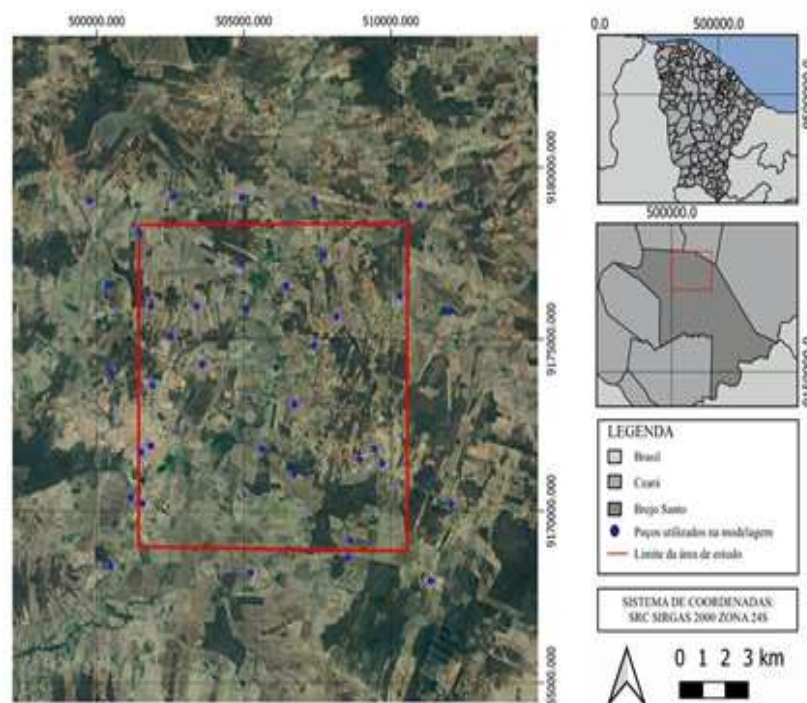 500000.000 505000.000 510000.000
9180000.000
9175000.000
9170000.000
0.0 500000.0
500000.0
LEGENDA
Brasil
Ceará
Brejo Santo
Poços utilizados na modelagem
Limite da área de estudo
SISTEMA DE COORDENADAS:
SRC SIRGAS 2000 ZONA 24S
0 1 2 3 km